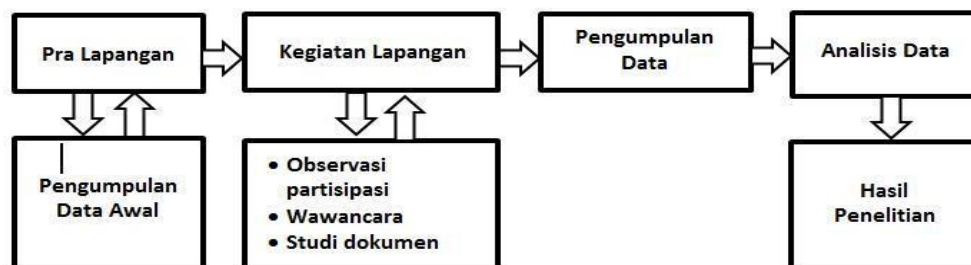 Pra Lapangan
Kegiatan Lapangan
Pengumpulan
Data
Analisis Data
Pengumpulan
Data Awal
• Observasi
partisipasi
• Wawancara
• Studi dokumen
Hasil
Penelitian